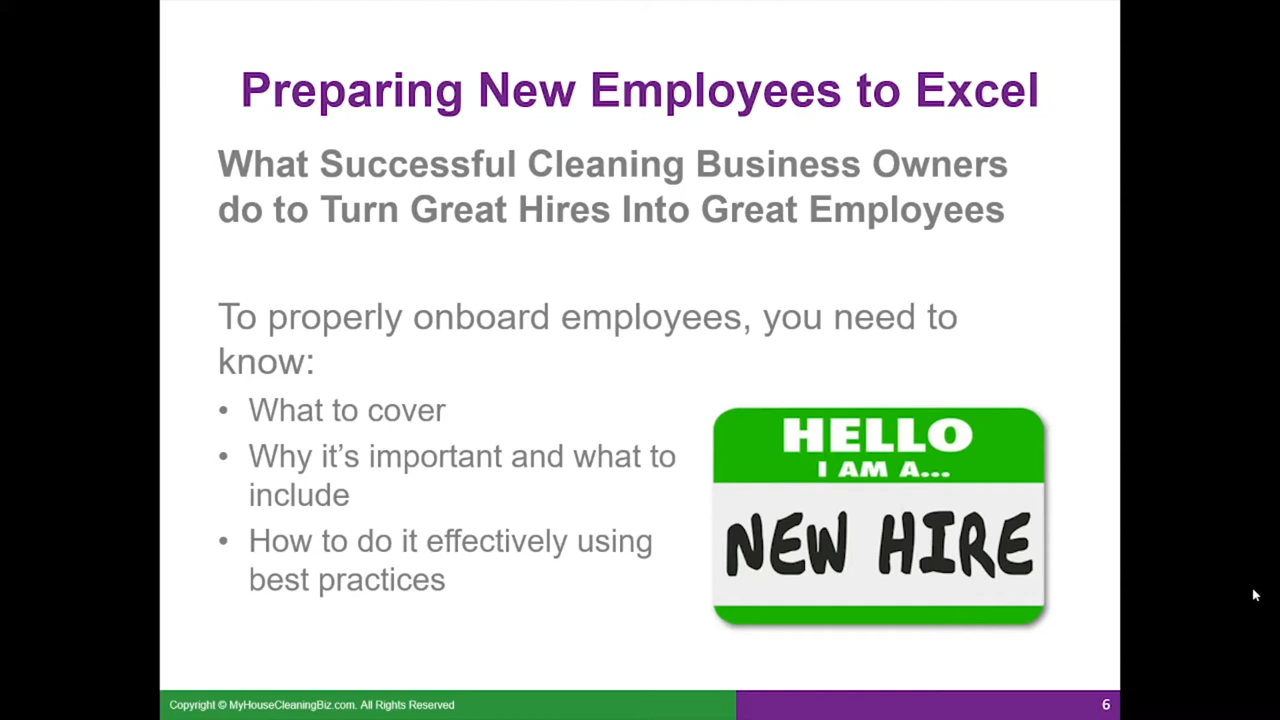 Preparing New Employees to Excel
What Successful Cleaning Business Owners
do to Turn Great Hires Into Great Employees
To properly onboard employees, you need to
know:
• What to cover
• Why it’s important and what to
include
• How to do it effectively using
best practices
HELLO
I AM A...
NEW HIRE
Copyright © MyHouseCleaningBiz.com. All Rights Reserved
6